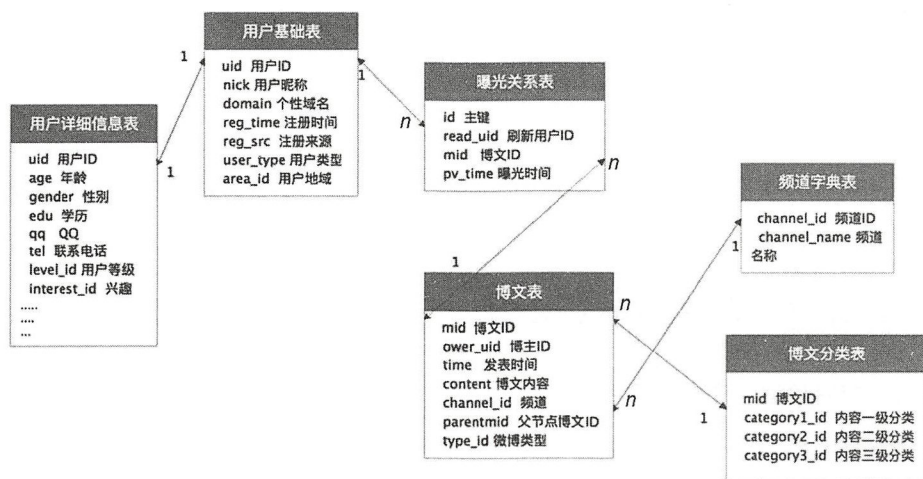 用户基础表
uid 用户ID
nick 用户昵称
domain 个性域名
reg_time 注册时间
reg_src 注册来源
user_type 用户类型
area_id 用户地域
1
1
用户详细信息表
uid 用户ID
age 年龄
gender 性别
edu 学历
qq QQ
tel 联系电话
level_id 用户等级
interest_id 兴趣
.....
....
...
1
n
曝光关系表
id 主键
read_uid 刷新用户ID
mid 博文ID
pv_time 曝光时间
n
1
频道字典表
channel_id 频道ID
channel_name 频道
名称
1
博文表
mid 博文ID
ower_uid 博主ID
time 发表时间
content 博文内容
channel_id 频道
parentmid 父节点博文ID
type_id 微博类型
n
n
1
博文分类表
mid 博文ID
category1_id 内容一级分类
category2_id 内容二级分类
category3_id 内容三级分类